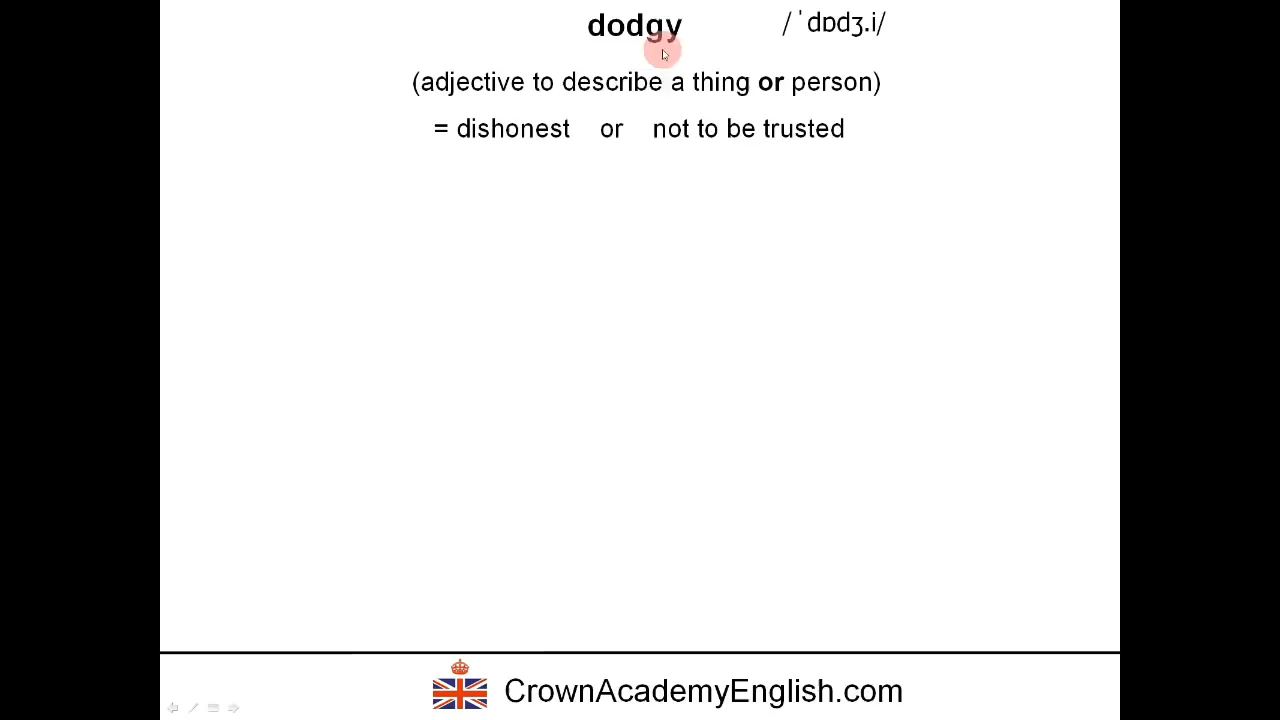 dodgy /ˈdɒdʒ.i/
(adjective to describe a thing or person)
= dishonest or not to be trusted
CrownAcademyEnglish.com